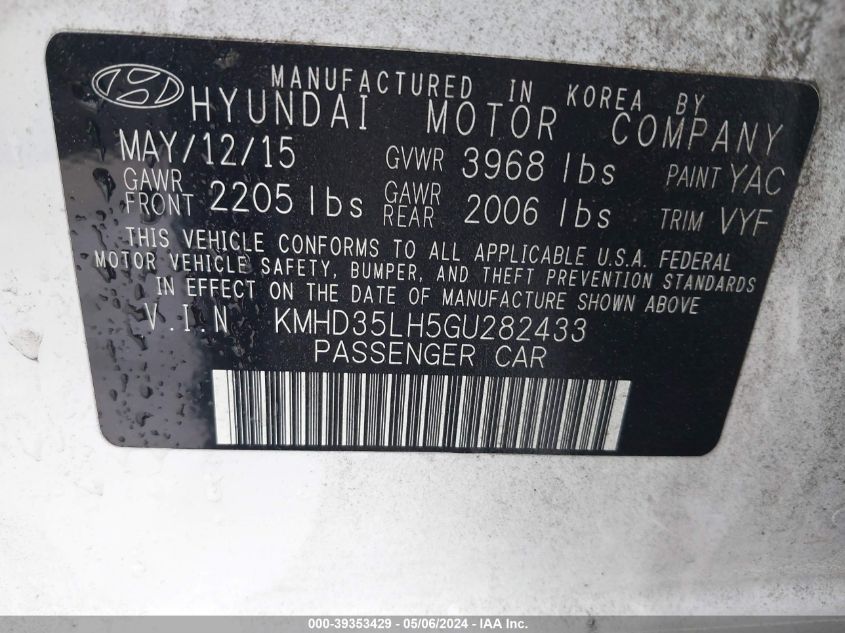 MANUFACTURED IN KOREA BY
HYUNDAI MOTOR COMPANY
MAY/12/15 GVWR 3968 lbs PAINT YAC
GAWR FRONT 2205 lbs GAWR REAR 2006 lbs TRIM VYF
THIS VEHICLE CONFORMS TO ALL APPLICABLE U.S.A. FEDERAL
MOTOR VEHICLE SAFETY, BUMPER, AND THEFT PREVENTION STANDARDS
IN EFFECT ON THE DATE OF MANUFACTURE SHOWN ABOVE
V.I.N KMHD35LH5GU282433
PASSENGER CAR
000-39353429 - 05/06/2024 - IAA Inc.